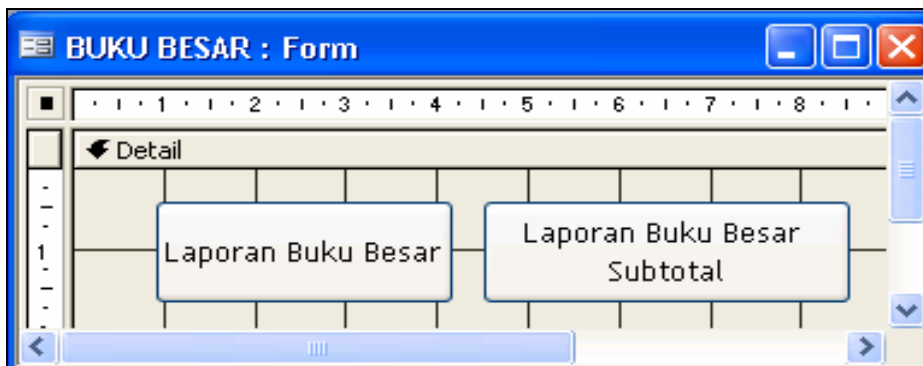 BUKU BESAR : Form
1 2 3 4 5 6 7 8
Detail
1
Laporan Buku Besar
Laporan Buku Besar
Subtotal